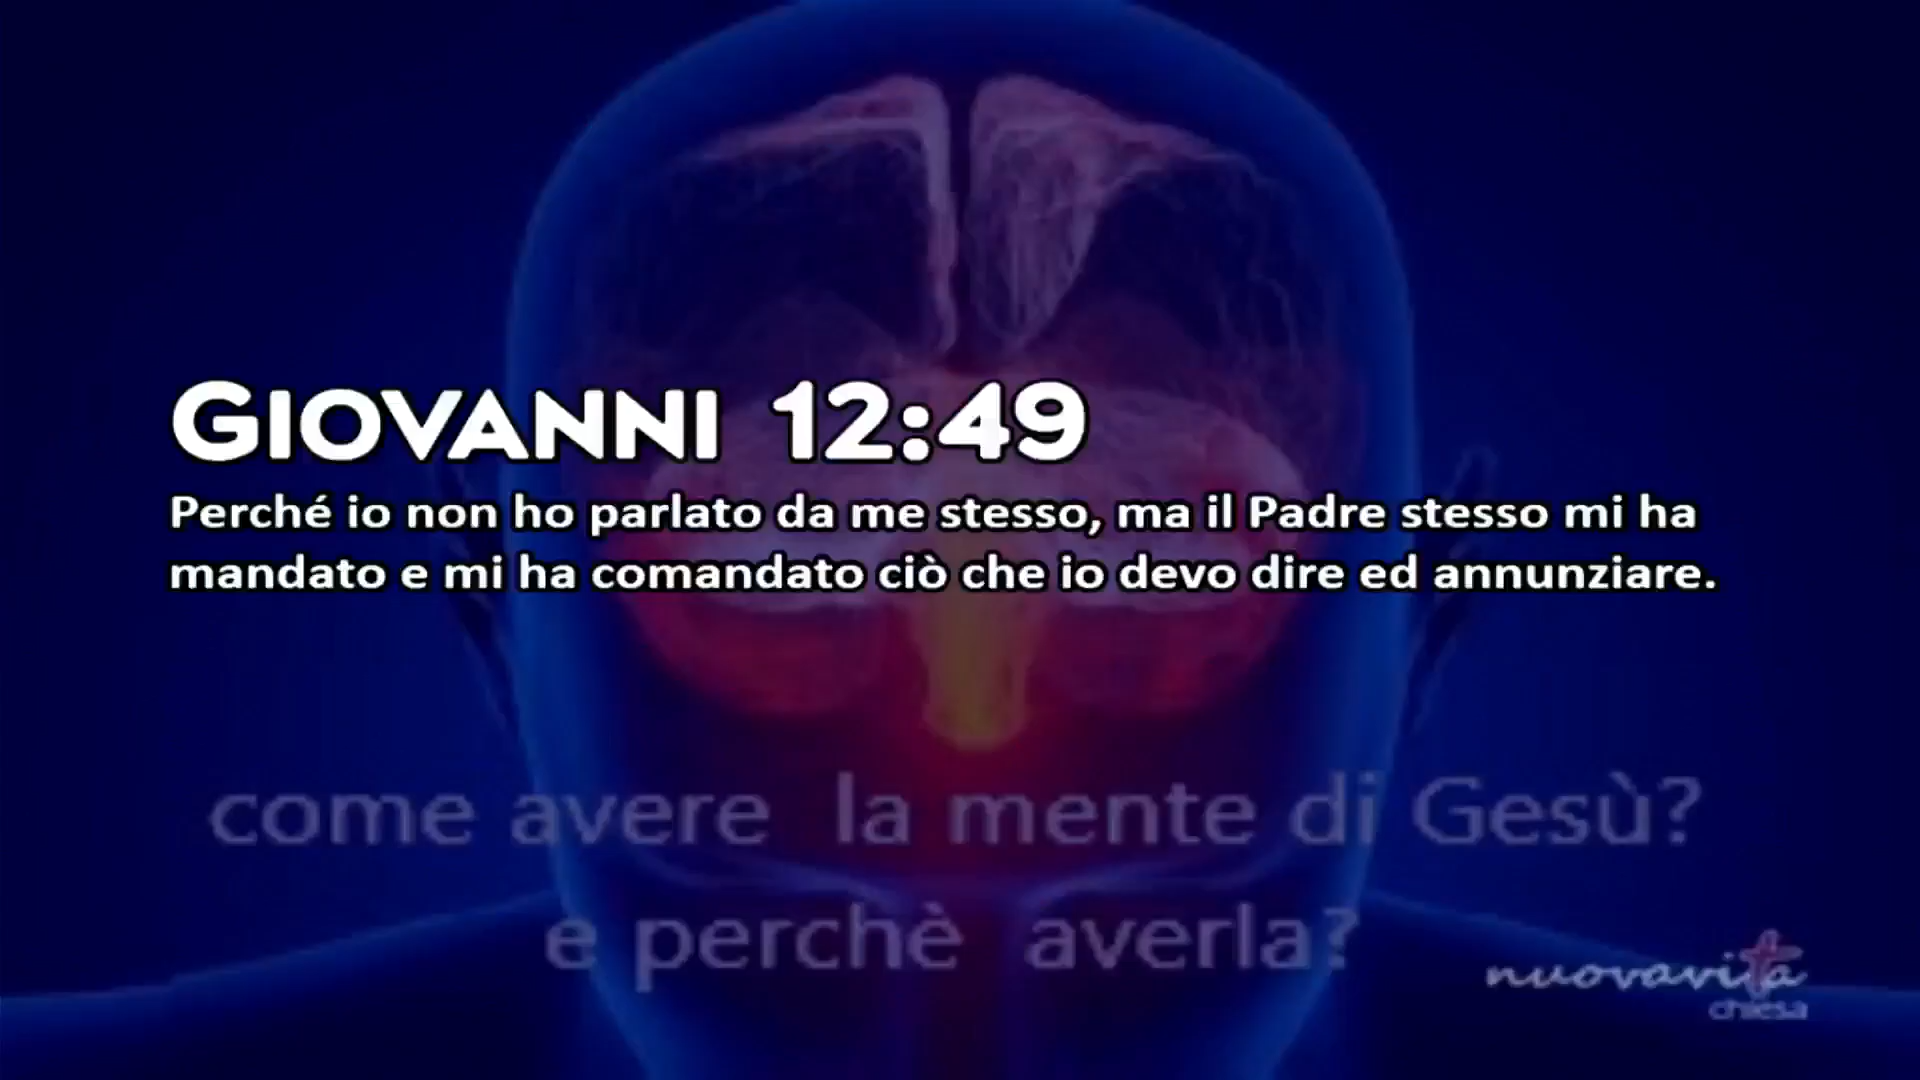 GIOVANNI 12:49
Perché io non ho parlato da me stesso, ma il Padre stesso mi ha
mandato e mi ha comandato ciò che io devo dire ed annunziare.
come avere la mente di Gesù?
e perchè averla?
nuovavita
chiesa